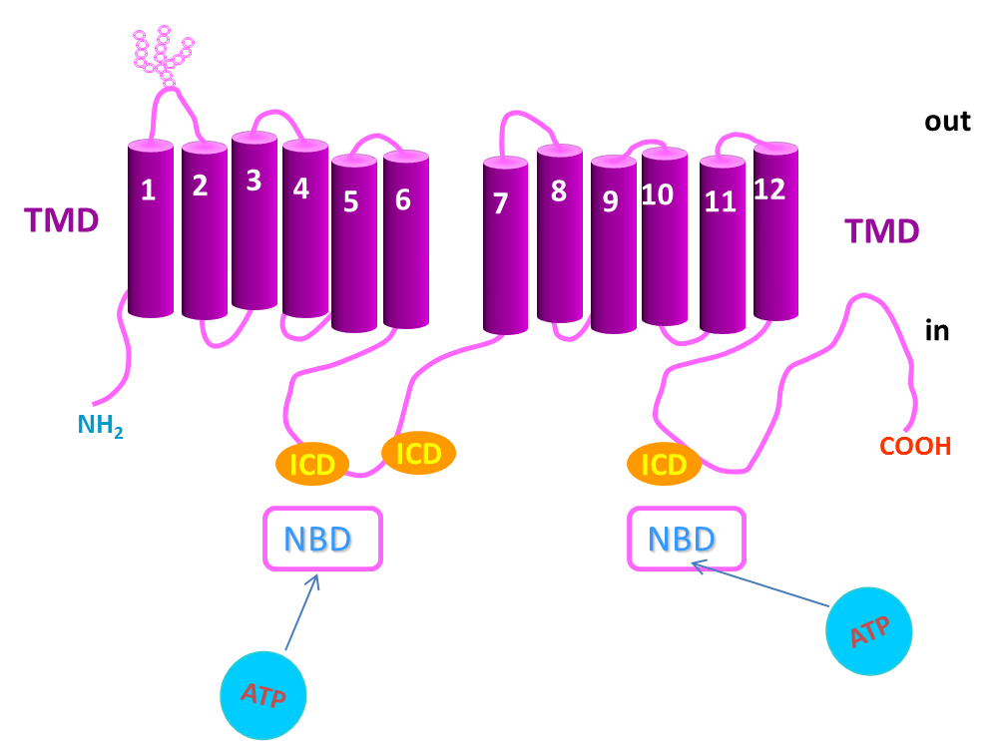 out
1
2
3
4
5
6
7
8
9
10
11
12
TMD
TMD
in
NH₂
COOH
ICD
ICD
ICD
NBD
NBD
ATP
ATP